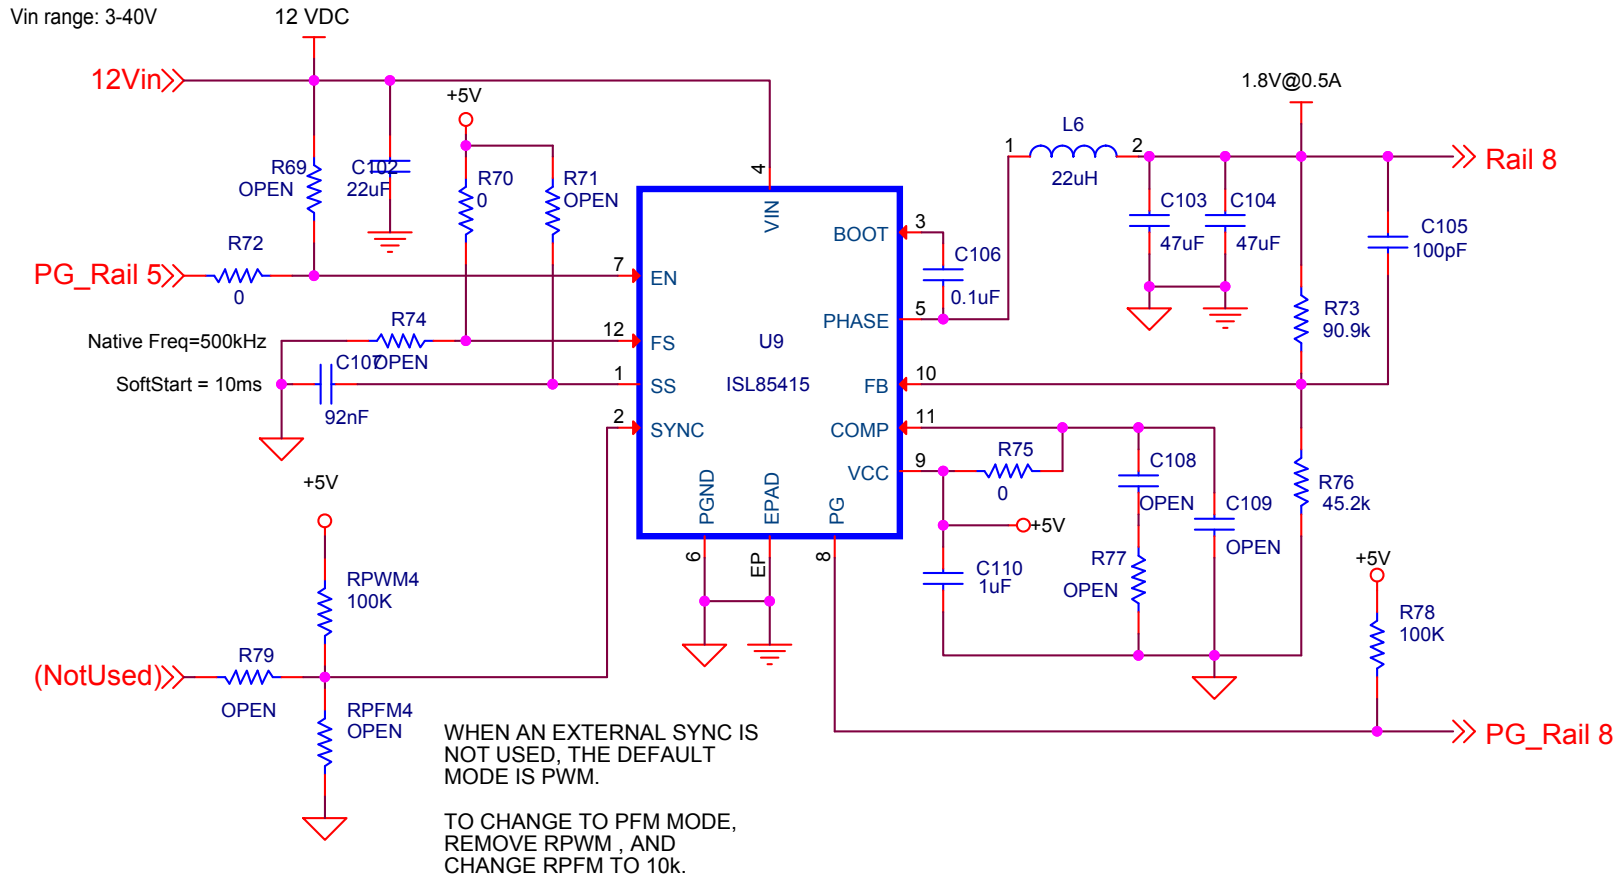 Vin range: 3-40V
12 VDC
12Vin
+5V
1.8V@0.5A
R69
OPEN
C102
22uF
R70
0
R71
OPEN
4
VIN
L6
1
2
22uH
Rail 8
C103
47uF
C104
47uF
C105
100pF
R72
0
PG_Rail 5
7
EN
BOOT
3
C106
0.1uF
PHASE
5
R73
90.9k
Native Freq=500kHz
R74
OPEN
12
FS
U9
ISL85415
SoftStart = 10ms
C107
92nF
1
SS
FB
10
2
SYNC
COMP
11
VCC
9
R75
0
C108
OPEN
C109
OPEN
R76
45.2k
PGND
EPAD
PG
6
EP
8
+5V
C110
1uF
R77
OPEN
+5V
RPWM4
100K
+5V
R78
100K
(NotUsed)
R79
OPEN
RPFM4
OPEN
PG_Rail 8
WHEN AN EXTERNAL SYNC IS
NOT USED, THE DEFAULT
MODE IS PWM.
TO CHANGE TO PFM MODE,
REMOVE RPWM , AND
CHANGE RPFM TO 10k.